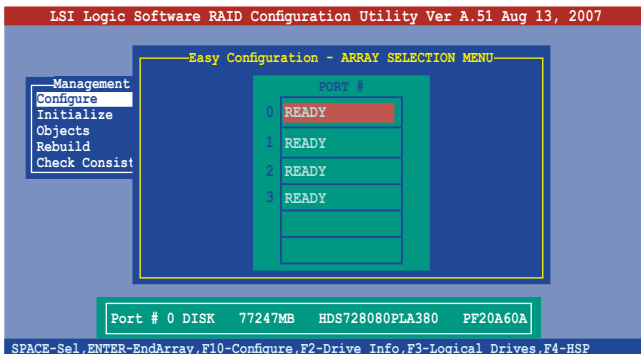 LSI Logic Software RAID Configuration Utility Ver A.51 Aug 13, 2007
Easy Configuration - ARRAY SELECTION MENU
Management
Configure
Initialize
Objects
Rebuild
Check Consist
PORT #
0 READY
1 READY
2 READY
3 READY
Port # 0 DISK 77247MB HDS728080PLA380 PF20A60A
SPACE-Sel,ENTER-EndArray,F10-Configure,F2-Drive Info,F3-Logical Drives,F4-HSP